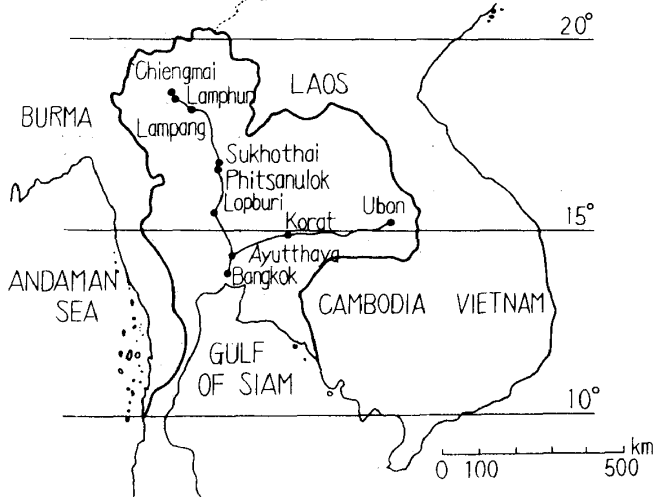 20°
Chiengmai
LAOS
Lamphun
BURMA
Lampang
Sukhothai
Phitsanulok
Lopburi
Ubon
Korat
15°
Ayutthaya
Bangkok
ANDAMAN
SEA
CAMBODIA
VIETNAM
GULF
OF SIAM
10°
km
0 100 500